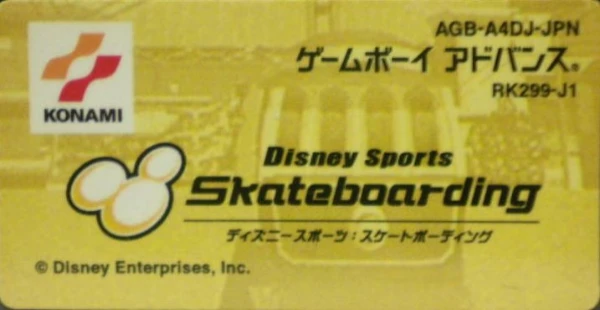 AGB-A4DJ-JPN
ゲームボーイ アドバンス®
RK299-J1
KONAMI
Disney Sports
Skateboarding
ディズニースポーツ:スケートボーディング
© Disney Enterprises, Inc.